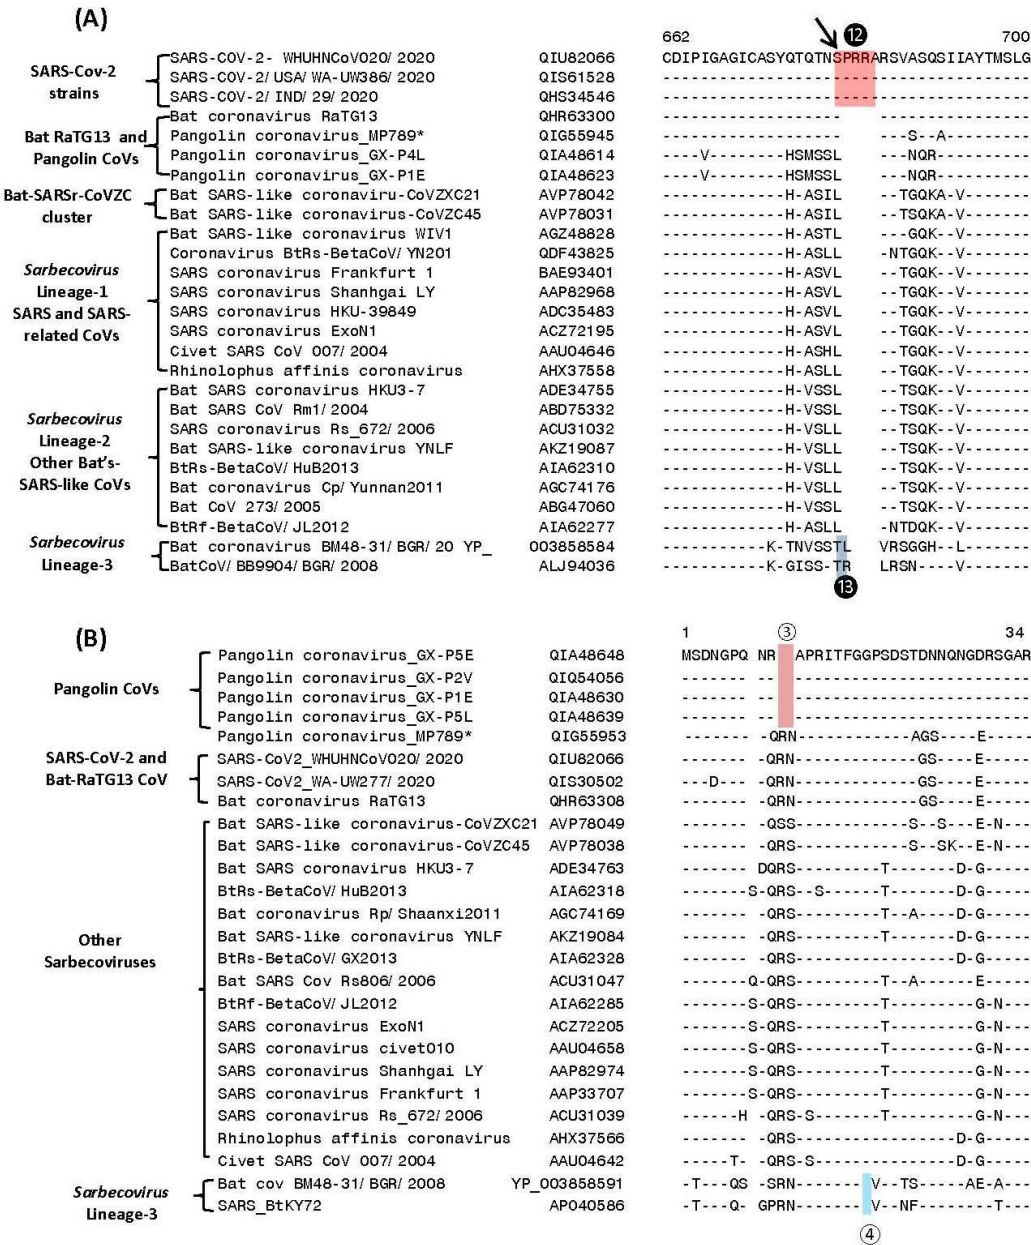 (A)
662 ⓬ 700
SARS-Cov-2 strains
SARS-COV-2- WUHUHNCoV020/ 2020 QIU82066 CDIPIGAGICASYQTQTNSPRRARSVASQSIIAYTMSLG
SARS-COV-2/ USA/ WA-UW386/ 2020 QIS61528 ---------------------------------------
SARS-COV-2/ IND/ 29/ 2020 QHS34546 ---------------------------------------
Bat RaTG13 and Pangolin CoVs
Bat coronavirus RaTG13 QHR63300 ------------------- ----------------
Pangolin coronavirus_MP789* QIG55945 ------------------- ---S--A---------
Pangolin coronavirus_GX-P4L QIA48614 ----V--------HSMSSL ---NQR----------
Pangolin coronavirus_GX-P1E QIA48623 ----V--------HSMSSL ---NQR----------
Bat-SARSr-CoVZC cluster
Bat SARS-like coronaviru-CoVZXC21 AVP78042 -------------H-ASIL --TGQKA-V-------
Bat SARS-like coronavirus-CoVZC45 AVP78031 -------------H-ASIL --TSQKA-V-------
Sarbecovirus Lineage-1 SARS and SARS-related CoVs
Bat SARS-like coronavirus WIV1 AGZ48828 -------------H-ASTL ---GQK--V-------
Coronavirus BtRs-BetaCoV/ YN201 QDF43825 -------------H-ASVL -NTGQK--V-------
SARS coronavirus Frankfurt 1 BAE93401 -------------H-ASVL --TGQK--V-------
SARS coronavirus Shanhgai LY AAP82968 -------------H-ASVL --TGQK--V-------
SARS coronavirus HKU-39849 ADC35483 -------------H-ASVL --TGQK--V-------
SARS coronavirus ExoN1 ACZ72195 -------------H-ASVL --TGQK--V-------
Civet SARS CoV 007/ 2004 AAU04646 -------------H-ASHL --TGQK--V-------
Rhinolophus affinis coronavirus AHX37558 -------------H-ASLL --TGQK--V-------
Sarbecovirus Lineage-2 Other Bat’s-SARS-like CoVs
Bat SARS coronavirus HKU3-7 ADE34755 -------------H-VSSL --TSQK--V-------
Bat SARS CoV Rm1/ 2004 ABD75332 -------------H-VSSL --TSQK--V-------
SARS coronavirus Rs_672/ 2006 ACU31032 -------------H-VSSL --TSQK--V-------
Bat SARS-like coronavirus YNLF AKZ19087 -------------H-VSLL --TSQK--V-------
BtRs-BetaCoV/ HuB2013 AIA62310 -------------H-VSLL --TSQK--V-------
Bat coronavirus Cp/ Yunnan2011 AGC74176 -------------H-VSLL --TSQK--V-------
Bat CoV 273/ 2005 ABG47060 -------------H-VSLL --TSQK--V-------
BtRf-BetaCoV/ JL2012 AIA62277 -------------H-ASLL -NTDQK--V-------
Sarbecovirus Lineage-3
Bat coronavirus BM48-31/ BGR/ 20 YP_ 003858584 -----------K-TNVSSTL VRSGGH--L-------
BatCoV/ BB9904/ BGR/ 2008 ALJ94036 -----------K-GISS-TR LRSN----V-------
⓭
(B)
1 ③ 34
Pangolin CoVs
Pangolin coronavirus_GX-P5E QIA48648 MSDNGPQ NR APRITFGGPSDSTDNNQNGDRSGAR
Pangolin coronavirus_GX-P2V QIQ54056 ------- -- --------------------------
Pangolin coronavirus_GX-P1E QIA48630 ------- -- --------------------------
Pangolin coronavirus_GX-P5L QIA48639 ------- -- --------------------------
Pangolin coronavirus_MP789* QIG55953 ------- -QRN-------------AGS----E-----
SARS-CoV-2 and Bat-RaTG13 CoV
SARS-CoV2_WHUHNCoV020/ 2020 QIU82066 ------- -QRN--------------GS----E-----
SARS-CoV2_WA-UW277/ 2020 QIS30502 ---D--- -QRN--------------GS----E-----
Bat coronavirus RaTG13 QHR63308 ------- -QRN--------------GS----E-----
Other Sarbecoviruses
Bat SARS-like coronavirus-CoVZXC21 AVP78049 ------- -QSS-------------S--S---E-N---
Bat SARS-like coronavirus-CoVZC45 AVP78038 ------- -QRS-------------S--SK--E-N---
Bat SARS coronavirus HKU3-7 ADE34763 ------- DQRS----------T-------D-G-----
BtRs-BetaCoV/ HuB2013 AIA62318 -------S-QRS---S------T-------D-G-----
Bat coronavirus Rp/ Shaanxi2011 AGC74169 ------- -QRS----------T--A----D-G-----
Bat SARS-like coronavirus YNLF AKZ19084 ------- -QRS----------T-------D-G-----
BtRs-BetaCoV/ GX2013 AIA62328 ------- -QRS------------------D-G-----
Bat SARS Cov Rs806/ 2006 ACU31047 -------Q-QRS----------T--A------E-----
BtRf-BetaCoV/ JL2012 AIA62285 -------S-QRS----------T---------G-N---
SARS coronavirus ExoN1 ACZ72205 -------S-QRS----------T---------G-N---
SARS coronavirus civet010 AAU04658 -------S-QRS----------T---------G-N---
SARS coronavirus Shanhgai LY AAP82974 -------S-QRS----------T---------G-N---
SARS coronavirus Frankfurt 1 AAP33707 -------S-QRS----------T---------G-N---
SARS coronavirus Rs_672/ 2006 ACU31039 ------H -QRS-S--------T---------G-N---
Rhinolophus affinis coronavirus AHX37566 ------- -QRS------------------D-G-----
Civet SARS CoV 007/ 2004 AAU04642 -----T- -QRS-S----------------D-G-----
Sarbecovirus Lineage-3
Bat cov BM48-31/ BGR/ 2008 YP_003858591 -T---QS -SRN-------- V--TS-----AE-A---
SARS_BtKY72 APO40586 -T---Q- GPRN-------- V--NF---------T---
④